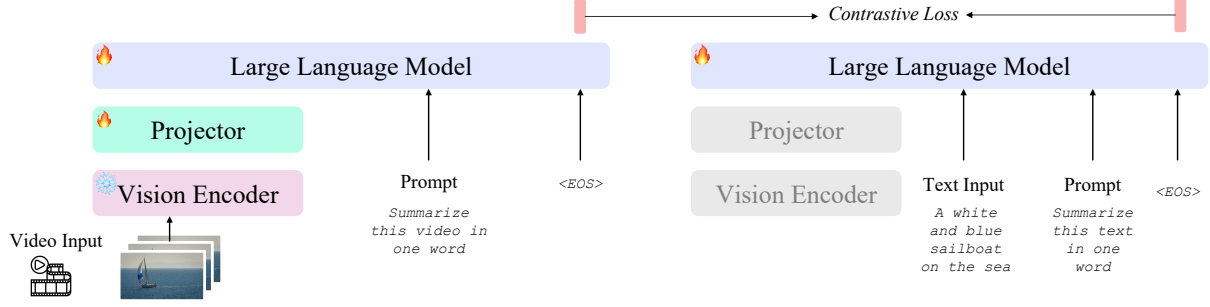 Contrastive Loss
Large Language Model
Projector
Vision Encoder
Video Input
Prompt
Summarize
this video in
one word
<EOS>
Large Language Model
Projector
Vision Encoder
Text Input
A white
and blue
sailboat
on the sea
Prompt
Summarize
this text
in one
word
<EOS>